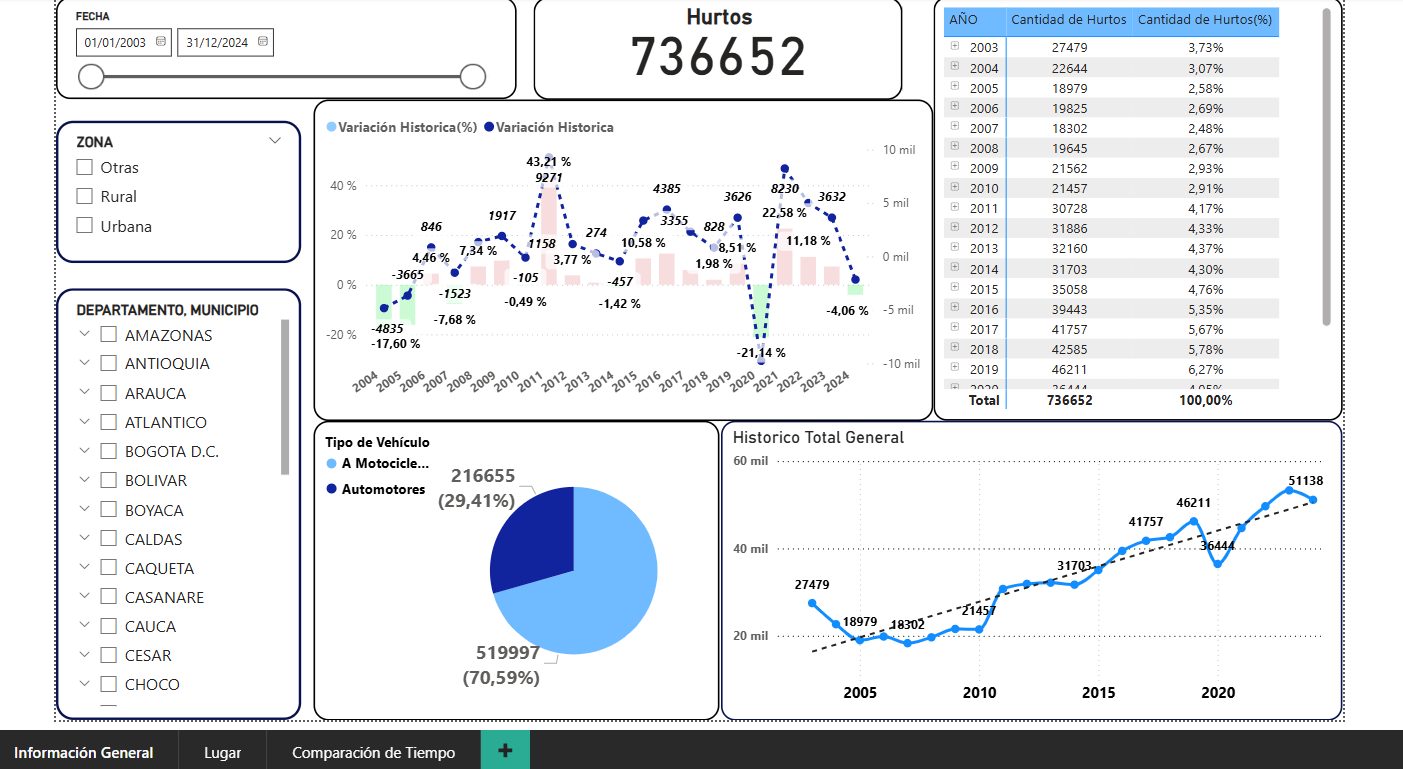 FECHA
01/01/2003
31/12/2024
Hurtos
736652
ZONA
Otras
Rural
Urbana
DEPARTAMENTO, MUNICIPIO
AMAZONAS
ANTIOQUIA
ARAUCA
ATLANTICO
BOGOTA D.C.
BOLIVAR
BOYACA
CALDAS
CAQUETA
CASANARE
CAUCA
CESAR
CHOCO
Variación Historica(%) Variación Historica
40 %
20 %
0 %
-20 %
10 mil
5 mil
0 mil
-5 mil
-10 mil
-4835
-17,60 %
-3665
846
4,46 %
-1523
-7,68 %
7,34 %
1917
-105
-0,49 %
43,21 %
9271
1158
3,77 %
274
-457
-1,42 %
10,58 %
4385
3355
828
1,98 %
3626
8,51 %
-21,14 %
8230
22,58 %
11,18 %
3632
-4,06 %
2004 2005 2006 2007 2008 2009 2010 2011 2012 2013 2014 2015 2016 2017 2018 2019 2020 2021 2022 2023 2024
AÑO Cantidad de Hurtos Cantidad de Hurtos(%)
2003 27479 3,73%
2004 22644 3,07%
2005 18979 2,58%
2006 19825 2,69%
2007 18302 2,48%
2008 19645 2,67%
2009 21562 2,93%
2010 21457 2,91%
2011 30728 4,17%
2012 31886 4,33%
2013 32160 4,37%
2014 31703 4,30%
2015 35058 4,76%
2016 39443 5,35%
2017 41757 5,67%
2018 42585 5,78%
2019 46211 6,27%
2020 36444 4,95%
Total 736652 100,00%
Tipo de Vehículo
A Motocicle...
Automotores
216655
(29,41%)
519997
(70,59%)
Historico Total General
60 mil
40 mil
20 mil
27479
18979
18302
21457
31703
41757
46211
36444
51138
2005 2010 2015 2020
Información General
Lugar
Comparación de Tiempo